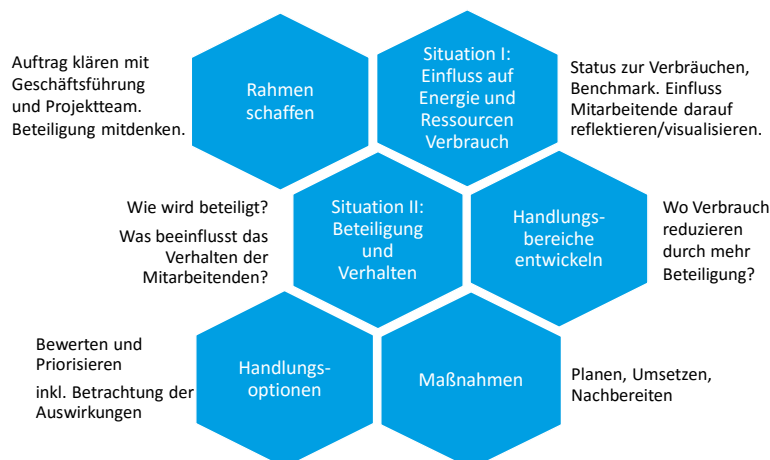 Auftrag klären mit
Geschäftsführung
und Projektteam.
Beteiligung mitdenken.
Rahmen
schaffen
Situation I:
Einfluss auf
Energie und
Ressourcen
Verbrauch
Status zur Verbräuchen,
Benchmark. Einfluss
Mitarbeitende darauf
reflektieren/visualisieren.
Wie wird beteiligt?
Was beeinflusst das
Verhalten der
Mitarbeitenden?
Situation II:
Beteiligung
und
Verhalten
Handlungs-
bereiche
entwickeln
Wo Verbrauch
reduzieren
durch mehr
Beteiligung?
Bewerten und
Priorisieren
inkl. Betrachtung der
Auswirkungen
Handlungs-
optionen
Maßnahmen
Planen, Umsetzen,
Nachbereiten